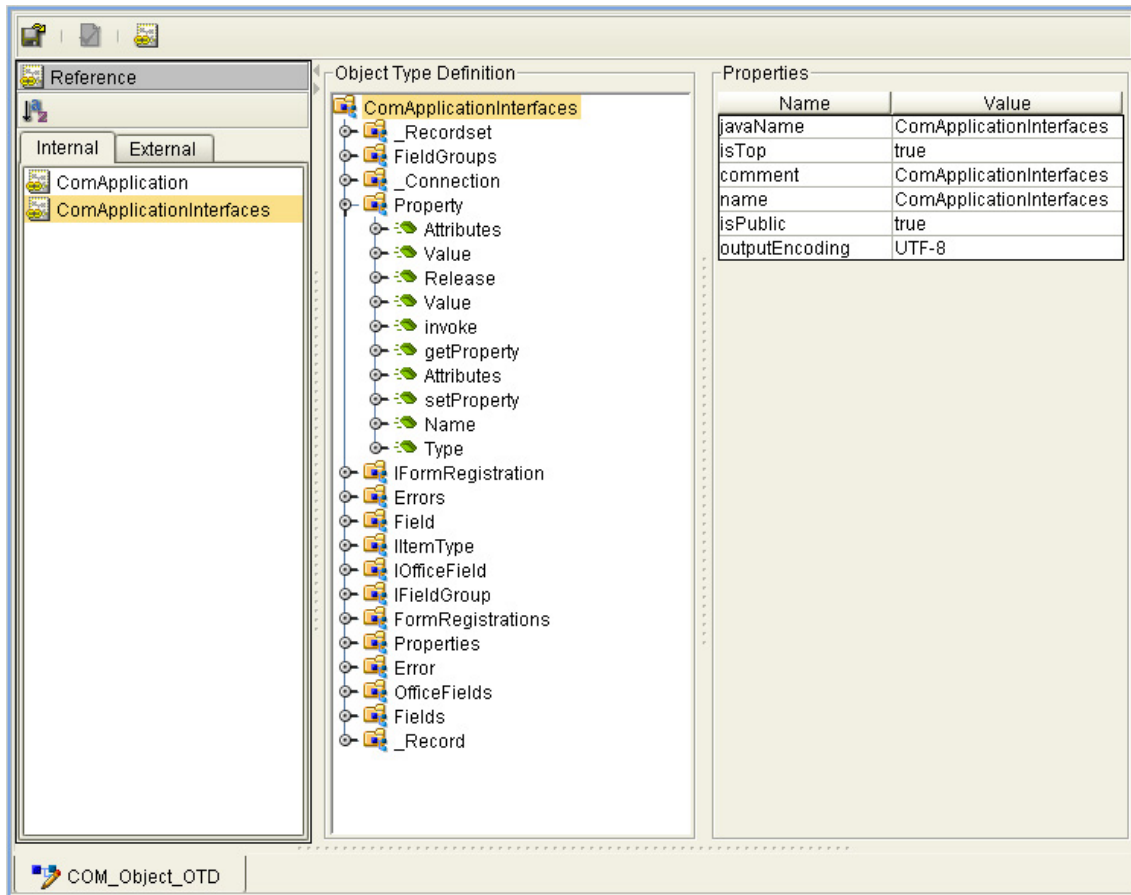 Reference
Internal External
ComApplication
ComApplicationInterfaces
Object Type Definition
ComApplicationInterfaces
_Recordset
FieldGroups
_Connection
Property
Attributes
Value
Release
Value
invoke
getProperty
Attributes
setProperty
Name
Type
IFormRegistration
Errors
Field
IItemType
IOfficeField
IFieldGroup
FormRegistrations
Properties
Error
OfficeFields
Fields
_Record
Properties
Name Value
javaName ComApplicationInterfaces
isTop true
comment ComApplicationInterfaces
name ComApplicationInterfaces
isPublic true
outputEncoding UTF-8
COM_Object_OTD